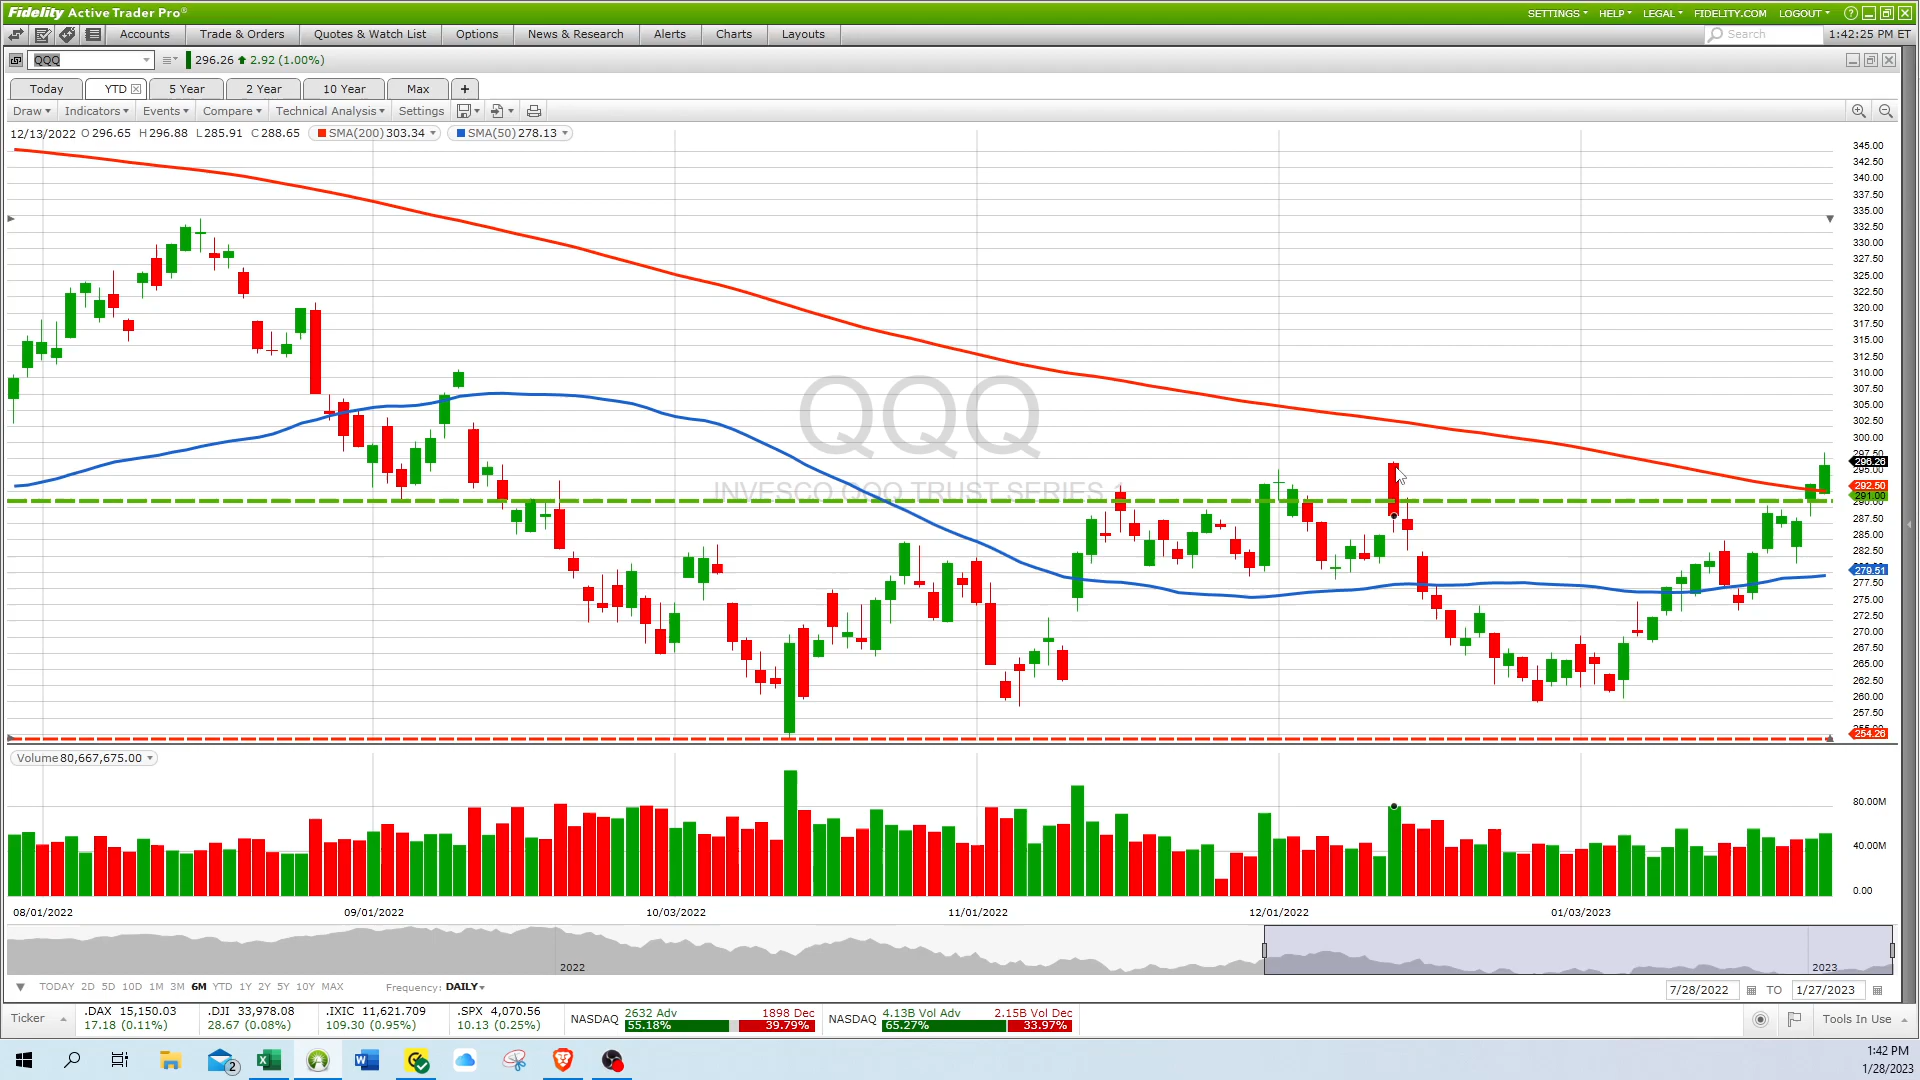 Fidelity Active Trader Pro®
SETTINGS HELP LEGAL FIDELITY.COM LOGOUT
Accounts Trade & Orders Quotes & Watch List Options News & Research Alerts Charts Layouts Search 1:42:25 PM ET
QQQ 296.26 2.92 (1.00%)
Today YTD 5 Year 2 Year 10 Year Max +
Draw Indicators Events Compare Technical Analysis Settings
12/13/2022 O 296.65 H 296.88 L 285.91 C 288.65 SMA(200) 303.34 SMA(50) 278.13
345.00
342.50
340.00
337.50
335.00
332.50
330.00
327.50
325.00
322.50
320.00
317.50
315.00
312.50
310.00
307.50
305.00
302.50
300.00
297.50
296.26
295.00
292.50
291.00
290.00
287.50
285.00
282.50
279.51
277.50
275.00
272.50
270.00
267.50
265.00
262.50
260.00
257.50
255.00
254.26
QQQ
INVESCO QQQ TRUST SERIES 1
Volume 80,667,675.00
80.00M
40.00M
0.00
08/01/2022 09/01/2022 10/03/2022 11/01/2022 12/01/2022 01/03/2023
2022 2023
TODAY 2D 5D 10D 1M 3M 6M YTD 1Y 2Y 5Y 10Y MAX Frequency: DAILY 7/28/2022 TO 1/27/2023
Ticker .DAX 15,150.03 .DJI 33,978.08 .IXIC 11,621.709 .SPX 4,070.56 NASDAQ 2632 Adv 1898 Dec NASDAQ 4.13B Vol Adv 2.15B Vol Dec Tools In Use
17.18 (0.11%) 28.67 (0.08%) 109.30 (0.95%) 10.13 (0.25%) 55.18% 39.79% 65.27% 33.97%
2
1:42 PM
1/28/2023